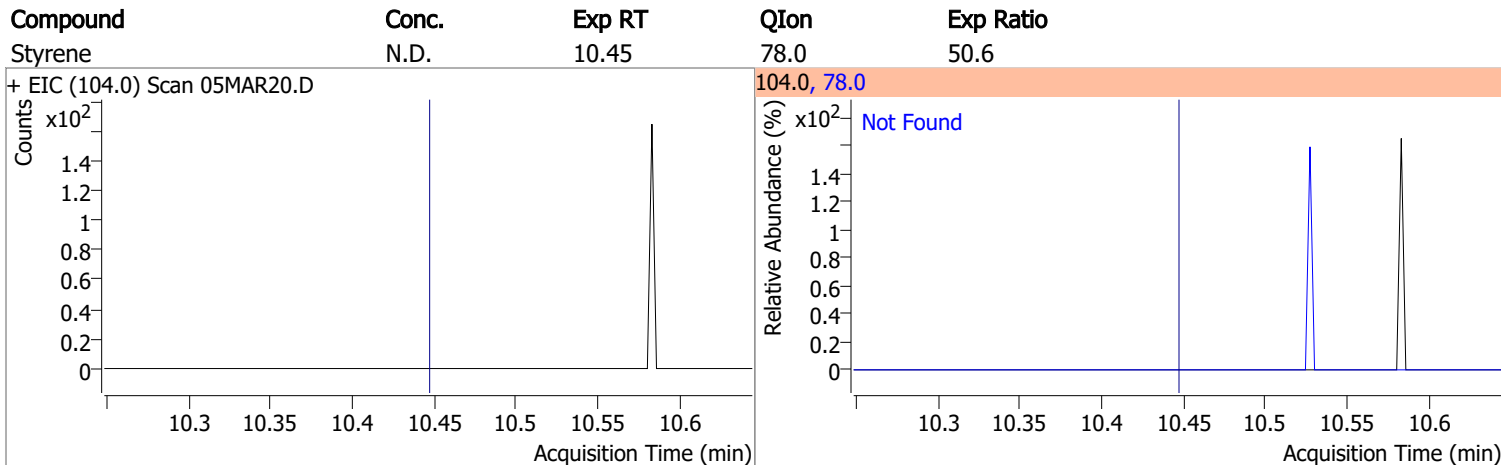 Compound Conc. Exp RT QIon Exp Ratio
Styrene N.D. 10.45 78.0 50.6
+ EIC (104.0) Scan 05MAR20.D
Counts
x10²
1.4
1.2
1
0.8
0.6
0.4
0.2
0
10.3 10.35 10.4 10.45 10.5 10.55 10.6
Acquisition Time (min)
104.0, 78.0
Relative Abundance (%)
x10²
Not Found
1.4
1.2
1
0.8
0.6
0.4
0.2
0
10.3 10.35 10.4 10.45 10.5 10.55 10.6
Acquisition Time (min)